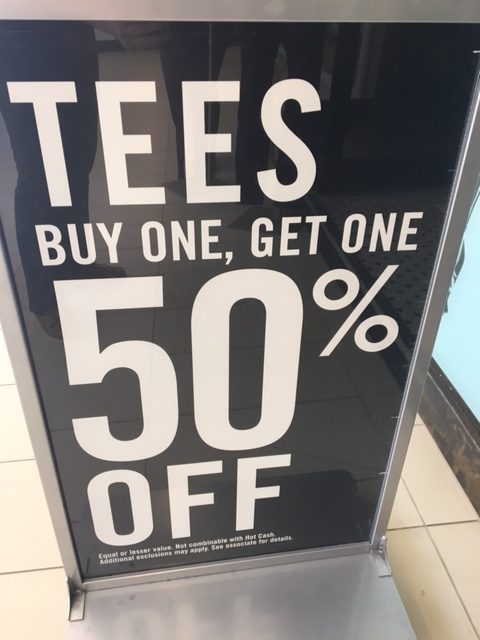 TEES
BUY ONE, GET ONE
50%
OFF
Equal or lesser value. Not combinable with Hot Cash.
Additional exclusions may apply. See associate for details.